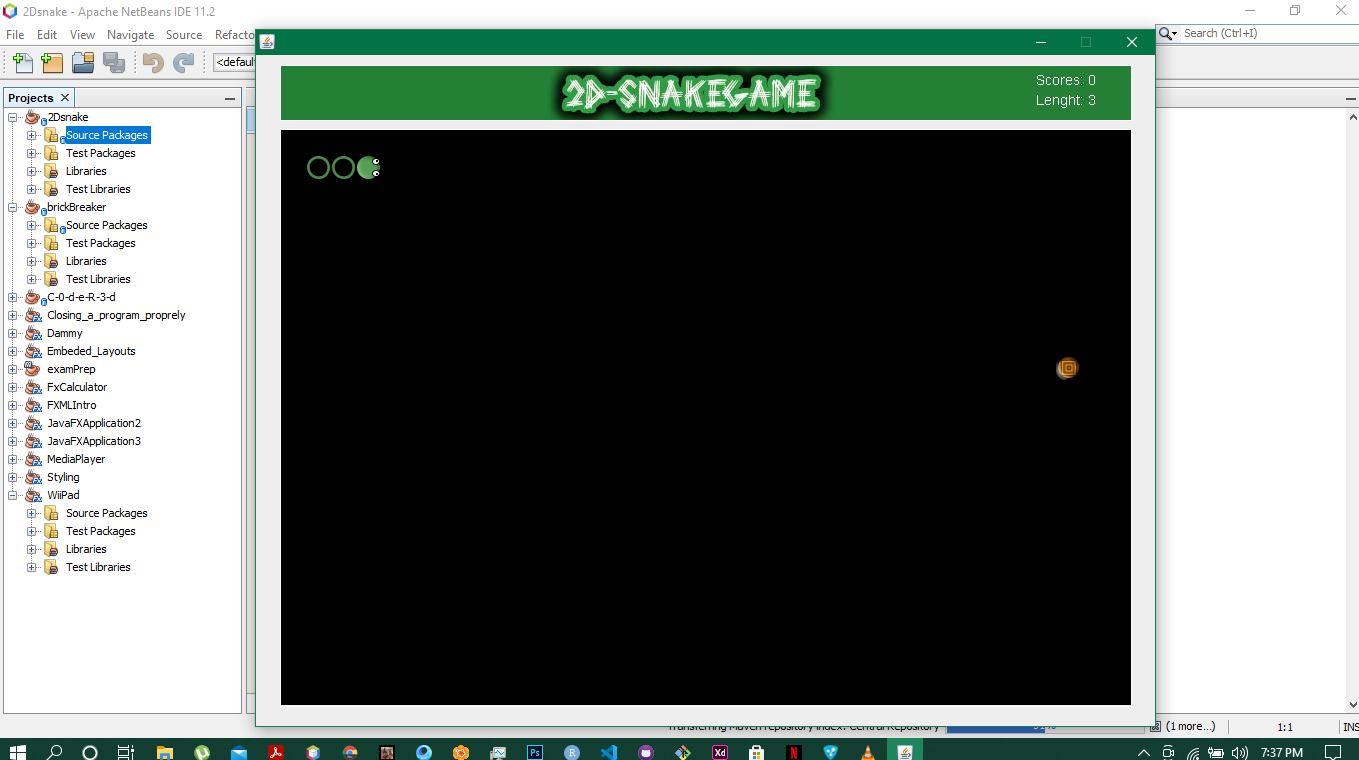 2Dsnake - Apache NetBeans IDE 11.2
File Edit View Navigate Source Refacto
Search (Ctrl+I)
<defaul
Projects
2Dsnake
Source Packages
Test Packages
Libraries
Test Libraries
brickBreaker
Source Packages
Test Packages
Libraries
Test Libraries
C-0-d-e-R-3-d
Closing_a_program_proprely
Dammy
Embeded_Layouts
examPrep
FxCalculator
FXMLIntro
JavaFXApplication2
JavaFXApplication3
MediaPlayer
Styling
WiiPad
Source Packages
Test Packages
Libraries
Test Libraries
2D-SNAKEGAME
Scores: 0
Lenght: 3
Transferring Maven repository index: Central Repository
(1 more...)
1:1
INS
Ps
R
Xd
N
7:37 PM